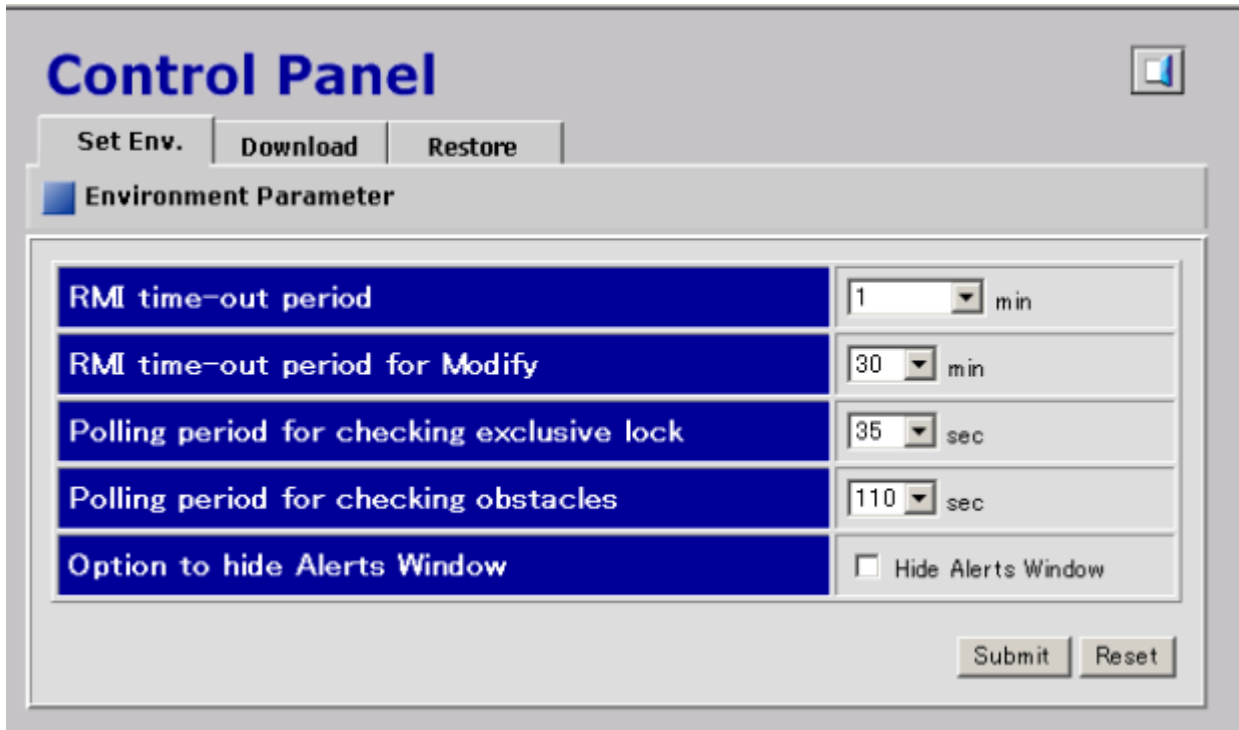 Control Panel
Set Env. Download Restore
Environment Parameter
RMI time-out period 1 min
RMI time-out period for Modify 30 min
Polling period for checking exclusive lock 35 sec
Polling period for checking obstacles 110 sec
Option to hide Alerts Window Hide Alerts Window
Submit Reset